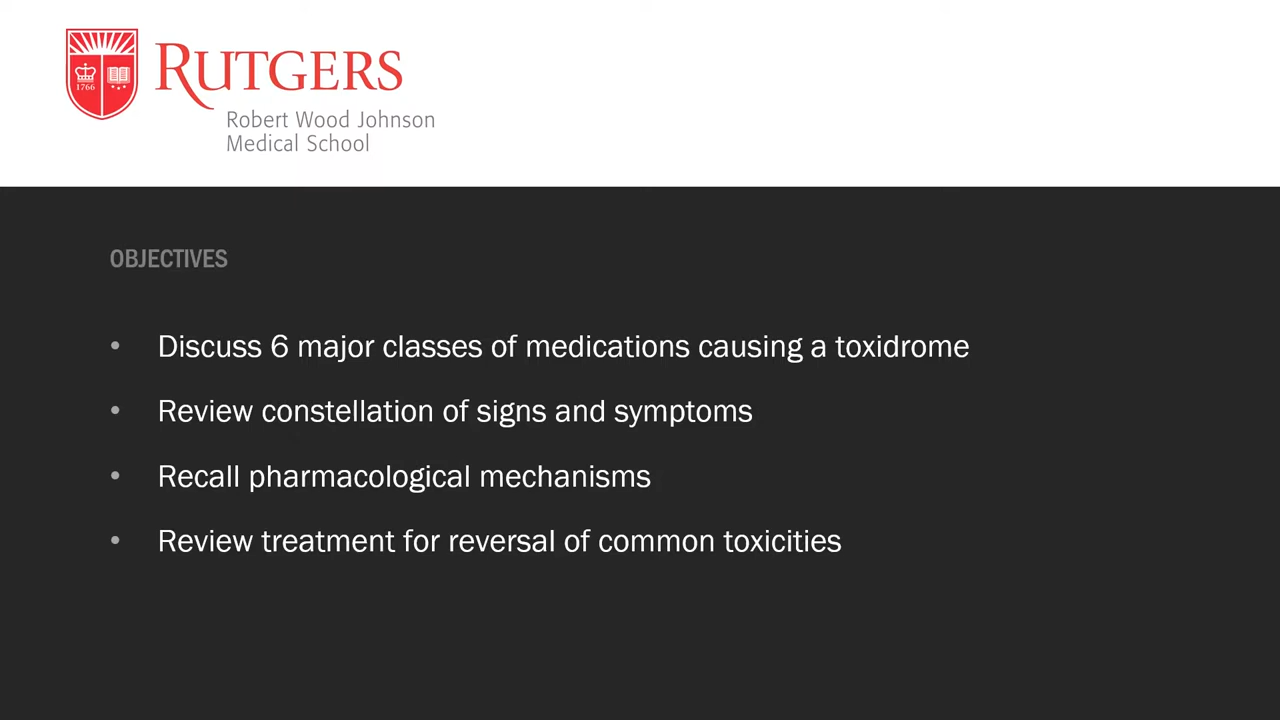 RUTGERS
1766
Robert Wood Johnson
Medical School
OBJECTIVES
• Discuss 6 major classes of medications causing a toxidrome
• Review constellation of signs and symptoms
• Recall pharmacological mechanisms
• Review treatment for reversal of common toxicities